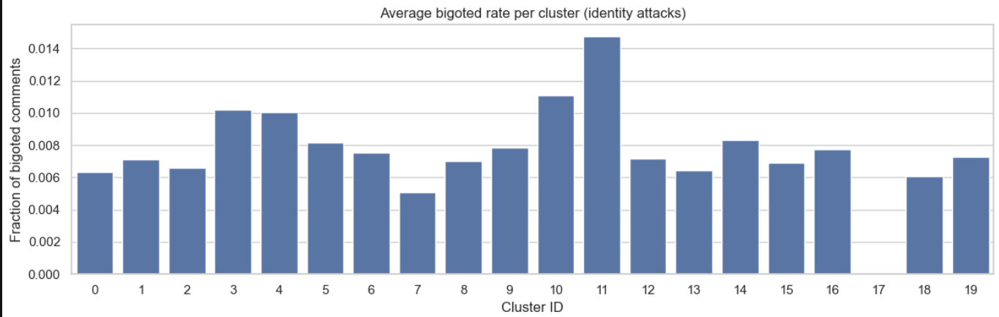 Average bigoted rate per cluster (identity attacks)
Fraction of bigoted comments
0.014
0.012
0.010
0.008
0.006
0.004
0.002
0.000
0 1 2 3 4 5 6 7 8 9 10 11 12 13 14 15 16 17 18 19
Cluster ID